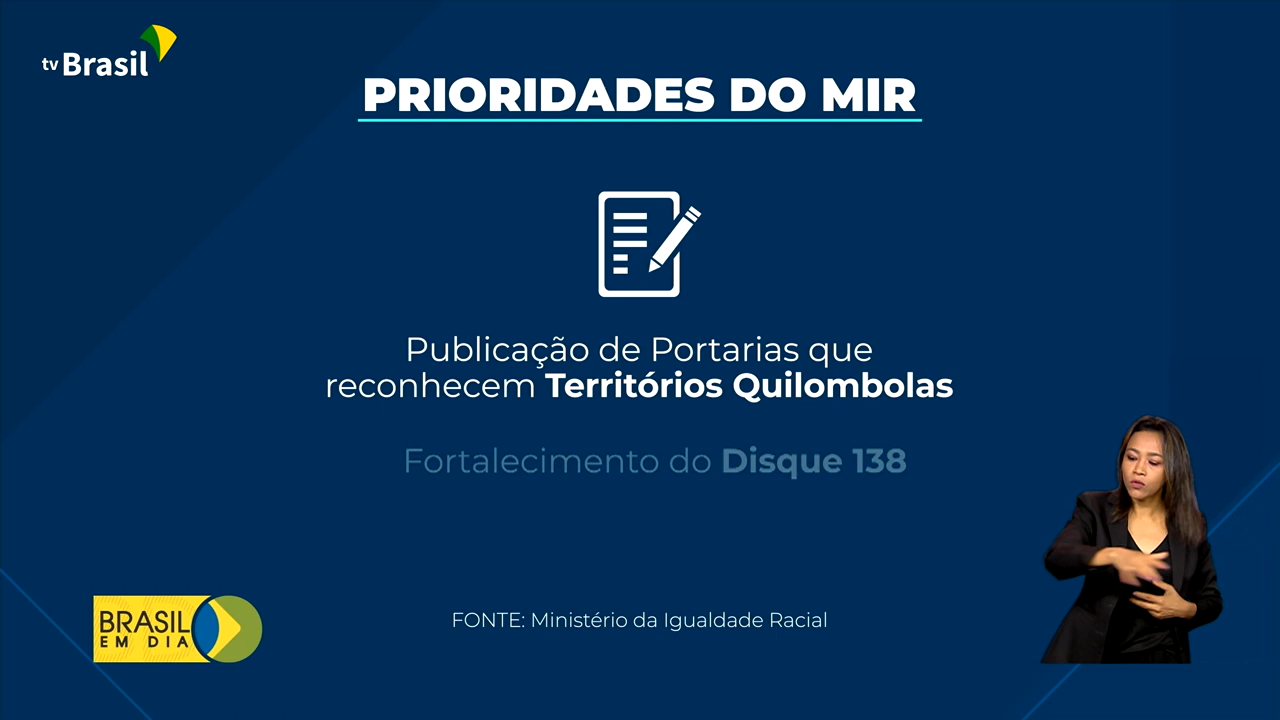 tv Brasil
PRIORIDADES DO MIR
Publicação de Portarias que
reconhecem Territórios Quilombolas
Fortalecimento do Disque 138
BRASIL
EM DIA
FONTE: Ministério da Igualdade Racial